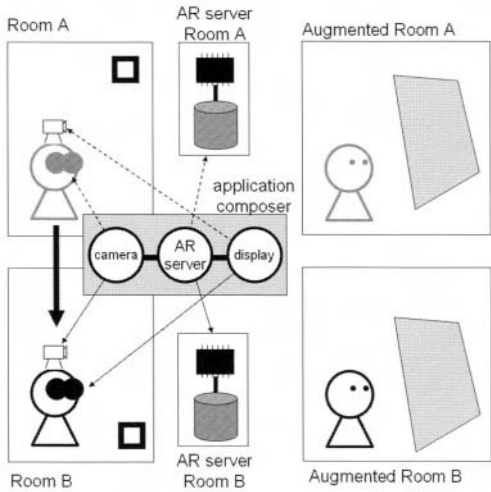 Room A
AR server
Room A
Augmented Room A
application
composer
camera
AR
server
display
Room B
AR server
Room B
Augmented Room B